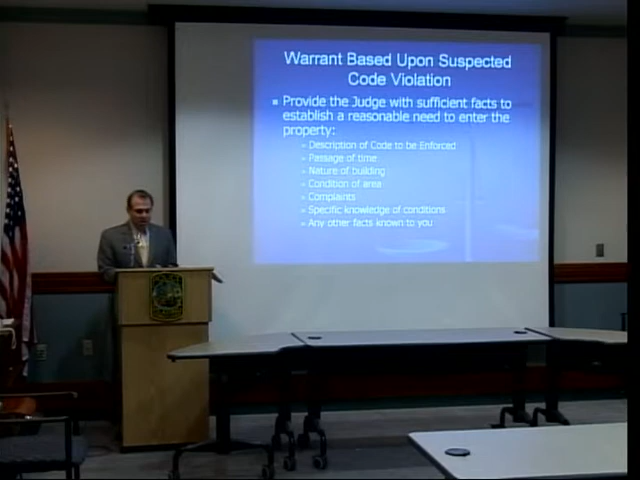 Warrant Based Upon Suspected
Code Violation
Provide the Judge with sufficient facts to
establish a reasonable need to enter the
property:
Description of Code to be Enforced
Passage of time
Nature of building
Condition of area
Complaints
Specific knowledge of conditions
Any other facts known to you